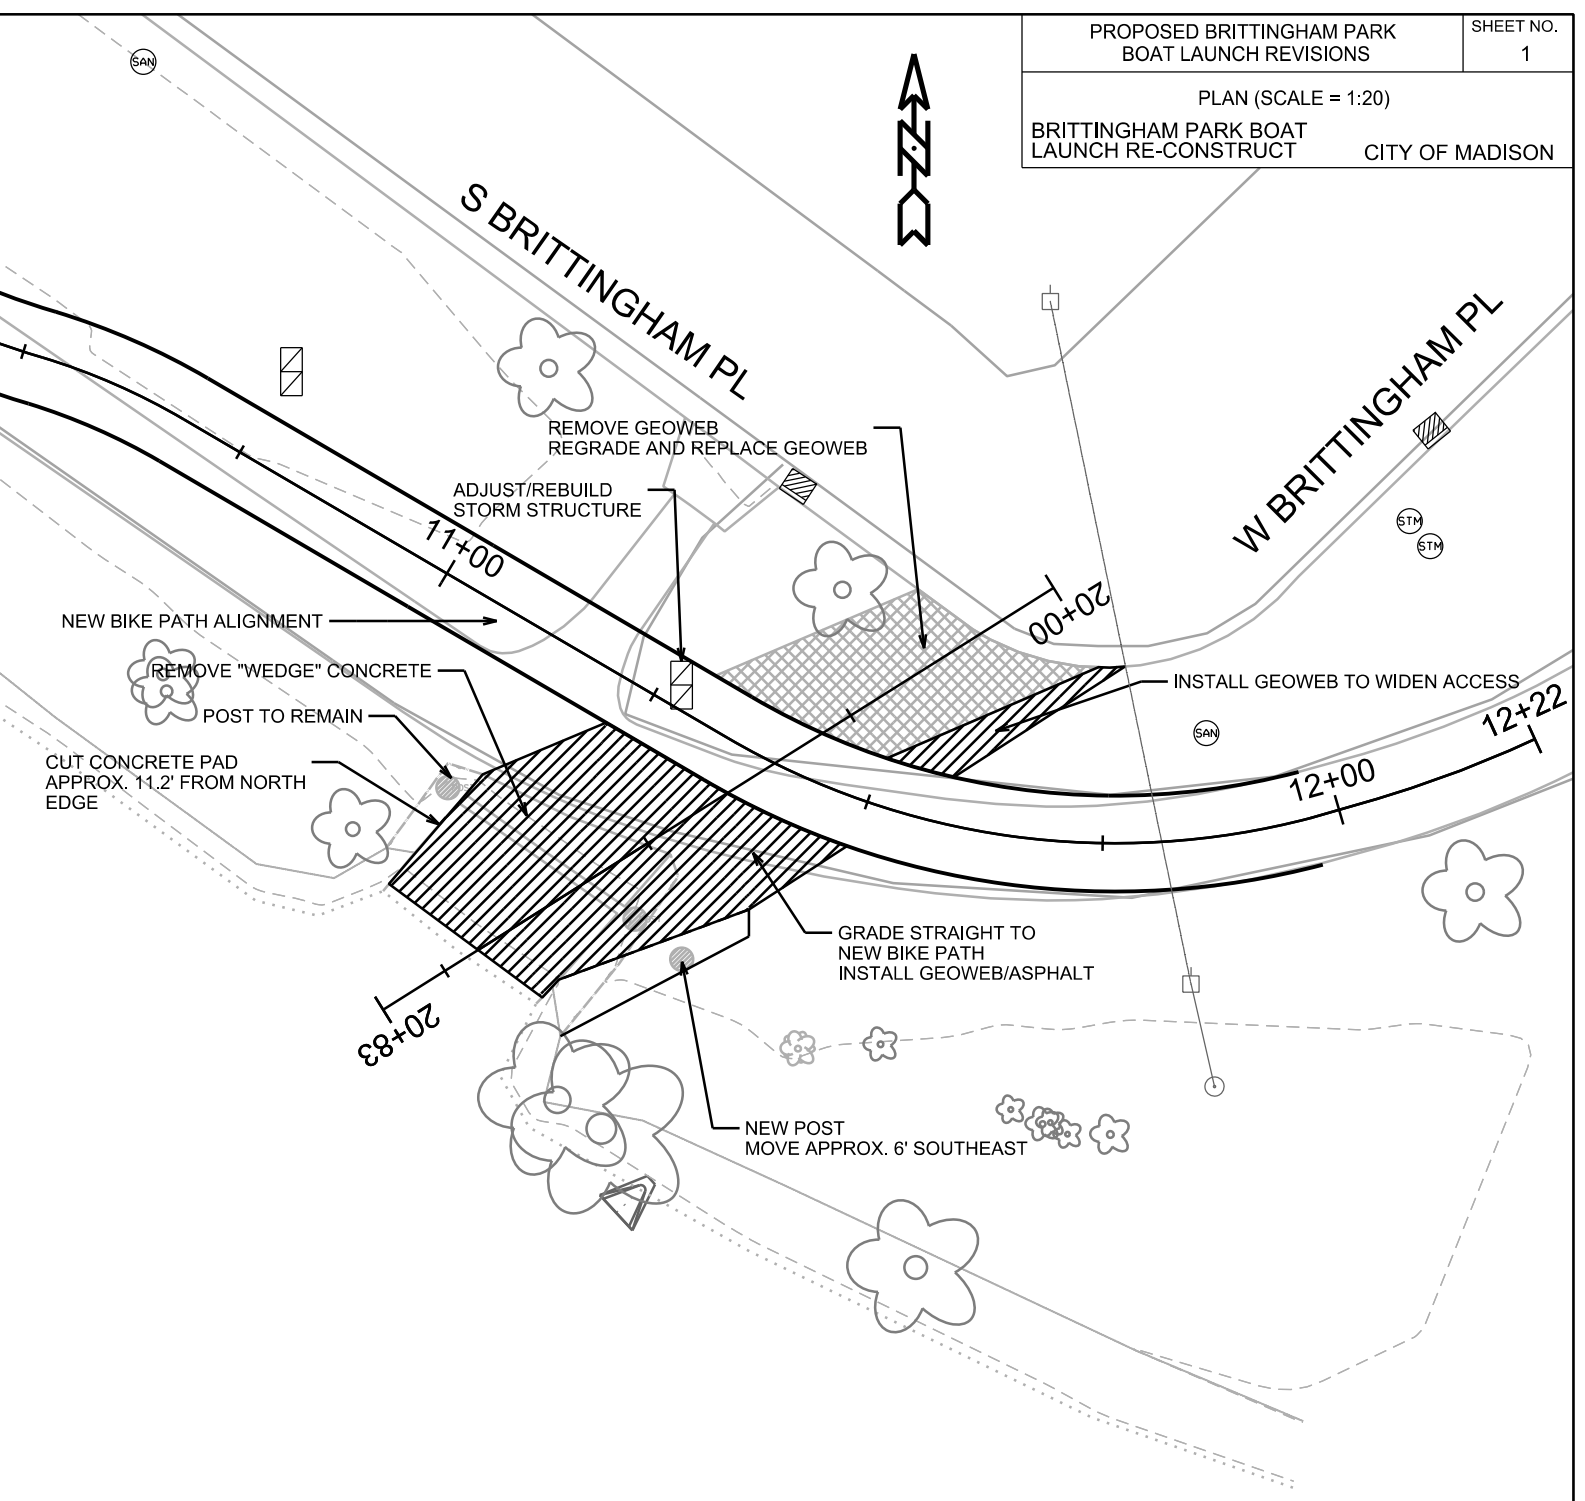 PROPOSED BRITTINGHAM PARK
BOAT LAUNCH REVISIONS
SHEET NO.
1
PLAN (SCALE = 1:20)
BRITTINGHAM PARK BOAT
LAUNCH RE-CONSTRUCT
CITY OF MADISON
SAN
N
S BRITTINGHAM PL
W BRITTINGHAM PL
REMOVE GEOWEB
REGRADE AND REPLACE GEOWEB
ADJUST/REBUILD
STORM STRUCTURE
11+00
STM
STM
20+00
NEW BIKE PATH ALIGNMENT
REMOVE "WEDGE" CONCRETE
INSTALL GEOWEB TO WIDEN ACCESS
POST TO REMAIN
SAN
12+22
CUT CONCRETE PAD
APPROX. 11.2' FROM NORTH
EDGE
12+00
GRADE STRAIGHT TO
NEW BIKE PATH
INSTALL GEOWEB/ASPHALT
20+83
NEW POST
MOVE APPROX. 6' SOUTHEAST